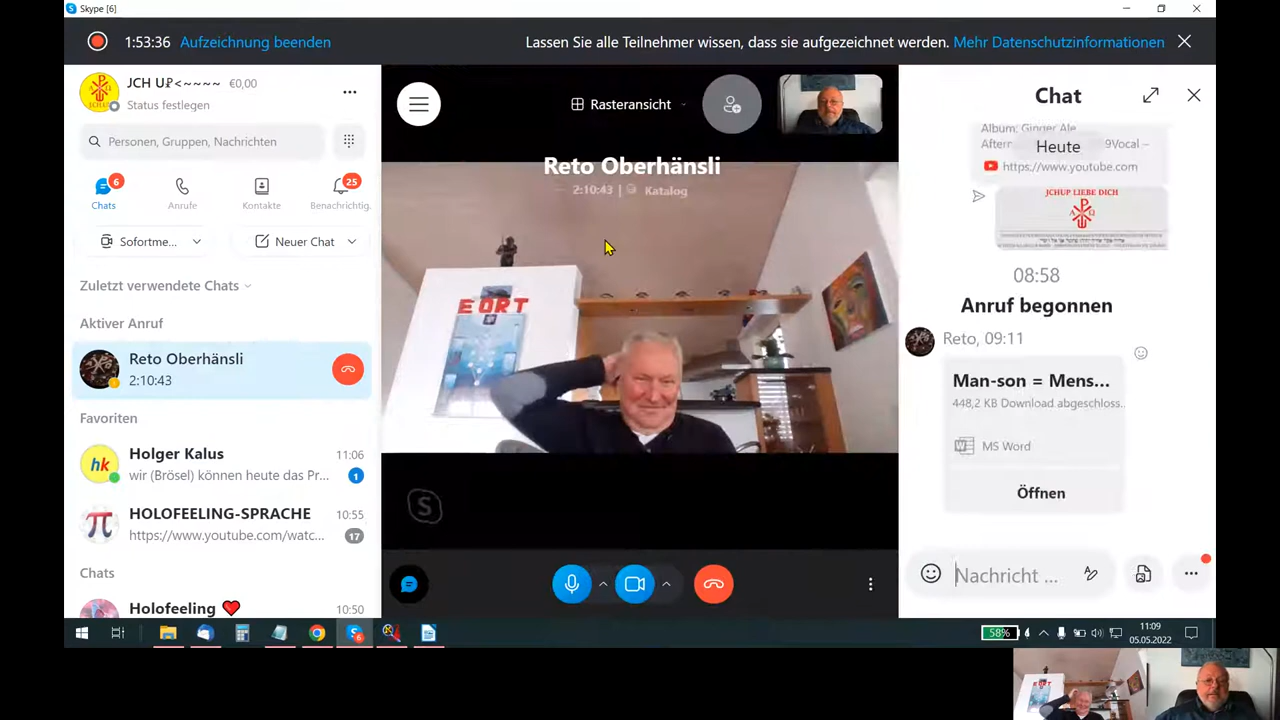 Skype [6]
1:53:36 Aufzeichnung beenden
Lassen Sie alle Teilnehmer wissen, dass sie aufgezeichnet werden. Mehr Datenschutzinformationen
€0,00
Status festlegen
Personen, Gruppen, Nachrichten
6
25
Chats
Anrufe
Kontakte
Benachrichtig.
Sofortme...
Neuer Chat
Zuletzt verwendete Chats
Aktiver Anruf
Reto Oberhänsli
2:10:43
Favoriten
Holger Kalus
11:06
wir (Brösel) können heute das Pr...
1
hk
HOLOFEELING-SPRACHE
10:55
https://www.youtube.com/watc...
17
Chats
Holofeeling ❤
10:50
Rasteransicht
Reto Oberhänsli
2:10:43 | Katalog
Chat
Album: Ginger Ale
Heute
https://www.youtube.com
JCHUP LIEBE DICH
08:58
Anruf begonnen
Reto, 09:11
Man-son = Mens...
448,2 KB Download abgeschloss..
MS Word
Öffnen
Nachricht ...
58%
11:09
05.05.2022